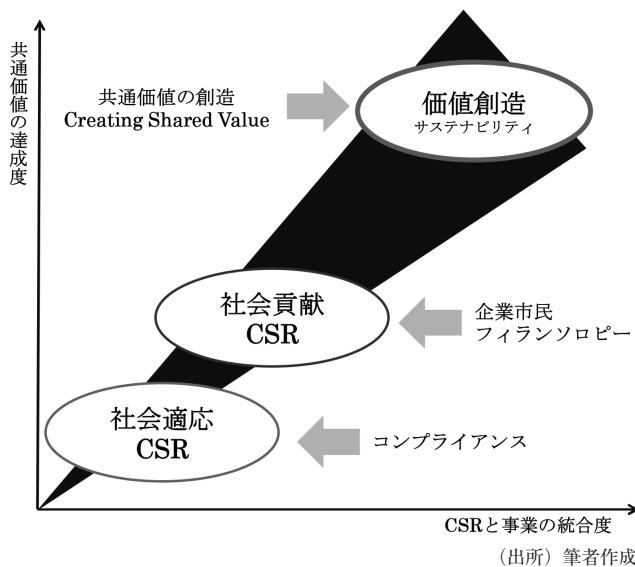 共通価値の達成度
共通価値の創造
Creating Shared Value
価値創造
サステナビリティ
社会貢献
CSR
企業市民
フィランソロピー
社会適応
CSR
コンプライアンス
CSRと事業の統合度
（出所）筆者作成